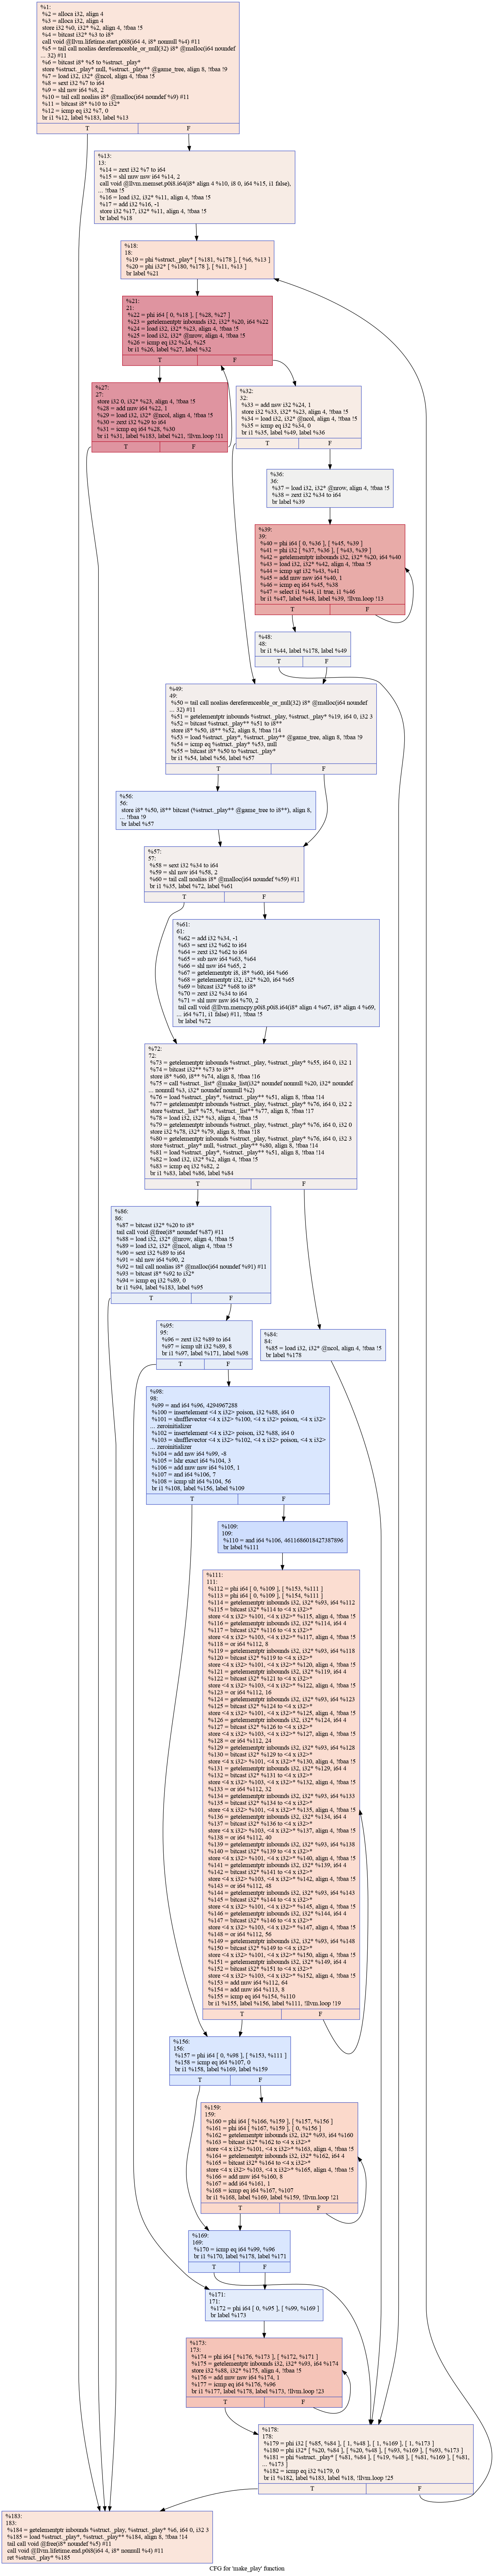 %1:
%2 = alloca i32, align 4
%3 = alloca i32, align 4
store i32 %0, i32* %2, align 4, !tbaa !5
%4 = bitcast i32* %3 to i8*
call void @llvm.lifetime.start.p0i8(i64 4, i8* nonnull %4) #11
%5 = tail call noalias dereferenceable_or_null(32) i8* @malloc(i64 noundef
... 32) #11
%6 = bitcast i8* %5 to %struct._play*
store %struct._play* null, %struct._play** @game_tree, align 8, !tbaa !9
%7 = load i32, i32* @ncol, align 4, !tbaa !5
%8 = sext i32 %7 to i64
%9 = shl nsw i64 %8, 2
%10 = tail call noalias i8* @malloc(i64 noundef %9) #11
%11 = bitcast i8* %10 to i32*
%12 = icmp eq i32 %7, 0
br i1 %12, label %183, label %13
T F
%13:
13:
%14 = zext i32 %7 to i64
%15 = shl nuw nsw i64 %14, 2
call void @llvm.memset.p0i8.i64(i8* align 4 %10, i8 0, i64 %15, i1 false),
... !tbaa !5
%16 = load i32, i32* %11, align 4, !tbaa !5
%17 = add i32 %16, -1
store i32 %17, i32* %11, align 4, !tbaa !5
br label %18
%18:
18:
%19 = phi %struct._play* [ %181, %178 ], [ %6, %13 ]
%20 = phi i32* [ %180, %178 ], [ %11, %13 ]
br label %21
%21:
21:
%22 = phi i64 [ 0, %18 ], [ %28, %27 ]
%23 = getelementptr inbounds i32, i32* %20, i64 %22
%24 = load i32, i32* %23, align 4, !tbaa !5
%25 = load i32, i32* @nrow, align 4, !tbaa !5
%26 = icmp eq i32 %24, %25
br i1 %26, label %27, label %32
T F
%27:
27:
store i32 0, i32* %23, align 4, !tbaa !5
%28 = add nuw i64 %22, 1
%29 = load i32, i32* @ncol, align 4, !tbaa !5
%30 = zext i32 %29 to i64
%31 = icmp eq i64 %28, %30
br i1 %31, label %183, label %21, !llvm.loop !11
T F
%32:
32:
%33 = add nsw i32 %24, 1
store i32 %33, i32* %23, align 4, !tbaa !5
%34 = load i32, i32* @ncol, align 4, !tbaa !5
%35 = icmp eq i32 %34, 0
br i1 %35, label %49, label %36
T F
%36:
36:
%37 = load i32, i32* @nrow, align 4, !tbaa !5
%38 = zext i32 %34 to i64
br label %39
%39:
39:
%40 = phi i64 [ 0, %36 ], [ %45, %39 ]
%41 = phi i32 [ %37, %36 ], [ %43, %39 ]
%42 = getelementptr inbounds i32, i32* %20, i64 %40
%43 = load i32, i32* %42, align 4, !tbaa !5
%44 = icmp sgt i32 %43, %41
%45 = add nuw nsw i64 %40, 1
%46 = icmp eq i64 %45, %38
%47 = select i1 %44, i1 true, i1 %46
br i1 %47, label %48, label %39, !llvm.loop !13
T F
%48:
48:
br i1 %44, label %178, label %49
T F
%49:
49:
%50 = tail call noalias dereferenceable_or_null(32) i8* @malloc(i64 noundef
... 32) #11
%51 = getelementptr inbounds %struct._play, %struct._play* %19, i64 0, i32 3
%52 = bitcast %struct._play** %51 to i8**
store i8* %50, i8** %52, align 8, !tbaa !14
%53 = load %struct._play*, %struct._play** @game_tree, align 8, !tbaa !9
%54 = icmp eq %struct._play* %53, null
%55 = bitcast i8* %50 to %struct._play*
br i1 %54, label %56, label %57
T F
%56:
56:
store i8* %50, i8** bitcast (%struct._play** @game_tree to i8**), align 8,
... !tbaa !9
br label %57
%57:
57:
%58 = sext i32 %34 to i64
%59 = shl nsw i64 %58, 2
%60 = tail call noalias i8* @malloc(i64 noundef %59) #11
br i1 %35, label %72, label %61
T F
%61:
61:
%62 = add i32 %34, -1
%63 = sext i32 %62 to i64
%64 = zext i32 %62 to i64
%65 = sub nsw i64 %63, %64
%66 = shl nsw i64 %65, 2
%67 = getelementptr i8, i8* %60, i64 %66
%68 = getelementptr i32, i32* %20, i64 %65
%69 = bitcast i32* %68 to i8*
%70 = zext i32 %34 to i64
%71 = shl nuw nsw i64 %70, 2
tail call void @llvm.memcpy.p0i8.p0i8.i64(i8* align 4 %67, i8* align 4 %69,
... i64 %71, i1 false) #11, !tbaa !5
br label %72
%72:
72:
%73 = getelementptr inbounds %struct._play, %struct._play* %55, i64 0, i32 1
%74 = bitcast i32** %73 to i8**
store i8* %60, i8** %74, align 8, !tbaa !16
%75 = call %struct._list* @make_list(i32* noundef nonnull %20, i32* noundef
... nonnull %3, i32* noundef nonnull %2)
%76 = load %struct._play*, %struct._play** %51, align 8, !tbaa !14
%77 = getelementptr inbounds %struct._play, %struct._play* %76, i64 0, i32 2
store %struct._list* %75, %struct._list** %77, align 8, !tbaa !17
%78 = load i32, i32* %3, align 4, !tbaa !5
%79 = getelementptr inbounds %struct._play, %struct._play* %76, i64 0, i32 0
store i32 %78, i32* %79, align 8, !tbaa !18
%80 = getelementptr inbounds %struct._play, %struct._play* %76, i64 0, i32 3
store %struct._play* null, %struct._play** %80, align 8, !tbaa !14
%81 = load %struct._play*, %struct._play** %51, align 8, !tbaa !14
%82 = load i32, i32* %2, align 4, !tbaa !5
%83 = icmp eq i32 %82, 2
br i1 %83, label %86, label %84
T F
%86:
86:
%87 = bitcast i32* %20 to i8*
tail call void @free(i8* noundef %87) #11
%88 = load i32, i32* @nrow, align 4, !tbaa !5
%89 = load i32, i32* @ncol, align 4, !tbaa !5
%90 = sext i32 %89 to i64
%91 = shl nsw i64 %90, 2
%92 = tail call noalias i8* @malloc(i64 noundef %91) #11
%93 = bitcast i8* %92 to i32*
%94 = icmp eq i32 %89, 0
br i1 %94, label %183, label %95
T F
%95:
95:
%96 = zext i32 %89 to i64
%97 = icmp ult i32 %89, 8
br i1 %97, label %171, label %98
T F
%84:
84:
%85 = load i32, i32* @ncol, align 4, !tbaa !5
br label %178
%98:
98:
%99 = and i64 %96, 4294967288
%100 = insertelement <4 x i32> poison, i32 %88, i64 0
%101 = shufflevector <4 x i32> %100, <4 x i32> poison, <4 x i32>
... zeroinitializer
%102 = insertelement <4 x i32> poison, i32 %88, i64 0
%103 = shufflevector <4 x i32> %102, <4 x i32> poison, <4 x i32>
... zeroinitializer
%104 = add nsw i64 %99, -8
%105 = lshr exact i64 %104, 3
%106 = add nuw nsw i64 %105, 1
%107 = and i64 %106, 7
%108 = icmp ult i64 %104, 56
br i1 %108, label %156, label %109
T F
%109:
109:
%110 = and i64 %106, 4611686018427387896
br label %111
%111:
111:
%112 = phi i64 [ 0, %109 ], [ %153, %111 ]
%113 = phi i64 [ 0, %109 ], [ %154, %111 ]
%114 = getelementptr inbounds i32, i32* %93, i64 %112
%115 = bitcast i32* %114 to <4 x i32>*
store <4 x i32> %101, <4 x i32>* %115, align 4, !tbaa !5
%116 = getelementptr inbounds i32, i32* %114, i64 4
%117 = bitcast i32* %116 to <4 x i32>*
store <4 x i32> %103, <4 x i32>* %117, align 4, !tbaa !5
%118 = or i64 %112, 8
%119 = getelementptr inbounds i32, i32* %93, i64 %118
%120 = bitcast i32* %119 to <4 x i32>*
store <4 x i32> %101, <4 x i32>* %120, align 4, !tbaa !5
%121 = getelementptr inbounds i32, i32* %119, i64 4
%122 = bitcast i32* %121 to <4 x i32>*
store <4 x i32> %103, <4 x i32>* %122, align 4, !tbaa !5
%123 = or i64 %112, 16
%124 = getelementptr inbounds i32, i32* %93, i64 %123
%125 = bitcast i32* %124 to <4 x i32>*
store <4 x i32> %101, <4 x i32>* %125, align 4, !tbaa !5
%126 = getelementptr inbounds i32, i32* %124, i64 4
%127 = bitcast i32* %126 to <4 x i32>*
store <4 x i32> %103, <4 x i32>* %127, align 4, !tbaa !5
%128 = or i64 %112, 24
%129 = getelementptr inbounds i32, i32* %93, i64 %128
%130 = bitcast i32* %129 to <4 x i32>*
store <4 x i32> %101, <4 x i32>* %130, align 4, !tbaa !5
%131 = getelementptr inbounds i32, i32* %129, i64 4
%132 = bitcast i32* %131 to <4 x i32>*
store <4 x i32> %103, <4 x i32>* %132, align 4, !tbaa !5
%133 = or i64 %112, 32
%134 = getelementptr inbounds i32, i32* %93, i64 %133
%135 = bitcast i32* %134 to <4 x i32>*
store <4 x i32> %101, <4 x i32>* %135, align 4, !tbaa !5
%136 = getelementptr inbounds i32, i32* %134, i64 4
%137 = bitcast i32* %136 to <4 x i32>*
store <4 x i32> %103, <4 x i32>* %137, align 4, !tbaa !5
%138 = or i64 %112, 40
%139 = getelementptr inbounds i32, i32* %93, i64 %138
%140 = bitcast i32* %139 to <4 x i32>*
store <4 x i32> %101, <4 x i32>* %140, align 4, !tbaa !5
%141 = getelementptr inbounds i32, i32* %139, i64 4
%142 = bitcast i32* %141 to <4 x i32>*
store <4 x i32> %103, <4 x i32>* %142, align 4, !tbaa !5
%143 = or i64 %112, 48
%144 = getelementptr inbounds i32, i32* %93, i64 %143
%145 = bitcast i32* %144 to <4 x i32>*
store <4 x i32> %101, <4 x i32>* %145, align 4, !tbaa !5
%146 = getelementptr inbounds i32, i32* %144, i64 4
%147 = bitcast i32* %146 to <4 x i32>*
store <4 x i32> %103, <4 x i32>* %147, align 4, !tbaa !5
%148 = or i64 %112, 56
%149 = getelementptr inbounds i32, i32* %93, i64 %148
%150 = bitcast i32* %149 to <4 x i32>*
store <4 x i32> %101, <4 x i32>* %150, align 4, !tbaa !5
%151 = getelementptr inbounds i32, i32* %149, i64 4
%152 = bitcast i32* %151 to <4 x i32>*
store <4 x i32> %103, <4 x i32>* %152, align 4, !tbaa !5
%153 = add nuw i64 %112, 64
%154 = add nuw i64 %113, 8
%155 = icmp eq i64 %154, %110
br i1 %155, label %156, label %111, !llvm.loop !19
T F
%156:
156:
%157 = phi i64 [ 0, %98 ], [ %153, %111 ]
%158 = icmp eq i64 %107, 0
br i1 %158, label %169, label %159
T F
%159:
159:
%160 = phi i64 [ %166, %159 ], [ %157, %156 ]
%161 = phi i64 [ %167, %159 ], [ 0, %156 ]
%162 = getelementptr inbounds i32, i32* %93, i64 %160
%163 = bitcast i32* %162 to <4 x i32>*
store <4 x i32> %101, <4 x i32>* %163, align 4, !tbaa !5
%164 = getelementptr inbounds i32, i32* %162, i64 4
%165 = bitcast i32* %164 to <4 x i32>*
store <4 x i32> %103, <4 x i32>* %165, align 4, !tbaa !5
%166 = add nuw i64 %160, 8
%167 = add i64 %161, 1
%168 = icmp eq i64 %167, %107
br i1 %168, label %169, label %159, !llvm.loop !21
T F
%169:
169:
%170 = icmp eq i64 %99, %96
br i1 %170, label %178, label %171
T F
%171:
171:
%172 = phi i64 [ 0, %95 ], [ %99, %169 ]
br label %173
%173:
173:
%174 = phi i64 [ %176, %173 ], [ %172, %171 ]
%175 = getelementptr inbounds i32, i32* %93, i64 %174
store i32 %88, i32* %175, align 4, !tbaa !5
%176 = add nuw nsw i64 %174, 1
%177 = icmp eq i64 %176, %96
br i1 %177, label %178, label %173, !llvm.loop !23
T F
%178:
178:
%179 = phi i32 [ %85, %84 ], [ 1, %48 ], [ 1, %169 ], [ 1, %173 ]
%180 = phi i32* [ %20, %84 ], [ %20, %48 ], [ %93, %169 ], [ %93, %173 ]
%181 = phi %struct._play* [ %81, %84 ], [ %19, %48 ], [ %81, %169 ], [ %81,
... %173 ]
%182 = icmp eq i32 %179, 0
br i1 %182, label %183, label %18, !llvm.loop !25
T F
%183:
183:
%184 = getelementptr inbounds %struct._play, %struct._play* %6, i64 0, i32 3
%185 = load %struct._play*, %struct._play** %184, align 8, !tbaa !14
tail call void @free(i8* noundef %5) #11
call void @llvm.lifetime.end.p0i8(i64 4, i8* nonnull %4) #11
ret %struct._play* %185
CFG for 'make_play' function